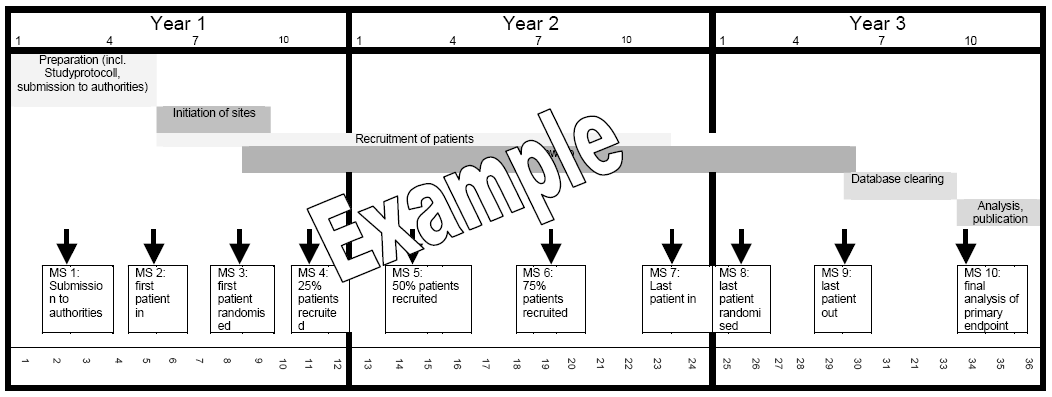 Year 1 Year 2 Year 3
1 4 7 10 1 4 7 10 1 4 7 10
Preparation (incl.
Studyprotocoll,
submission to authorities)
Initiation of sites
Recruitment of patients
Database clearing
Analysis,
publication
Example
MS 1:
Submissio
n to
authorities
MS 2:
first
patient
in
MS 3:
first
patient
randomis
ed
MS 4:
25%
patients
recruite
d
MS 5:
50% patients
recruited
MS 6:
75%
patients
recruited
MS 7:
Last
patient in
MS 8:
last
patient
randomi
sed
MS 9:
last
patient
out
MS 10:
final
analysis of
primary
endpoint
1 2 3 4 5 6 7 8 9 10 11 12 13 14 15 16 17 18 19 20 21 22 23 24 25 26 27 28 29 30 31 32 33 34 35 36